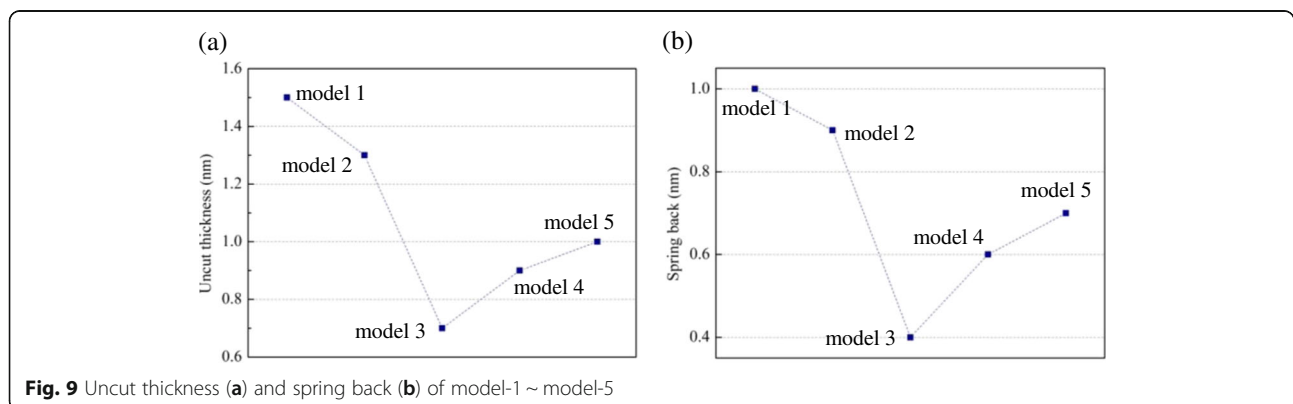 (a)
1.6
1.4
1.2
1.0
0.8
0.6
Uncut thickness (nm)
model 1
model 2
model 3
model 4
model 5
(b)
1.0
0.8
0.6
0.4
Spring back (nm)
model 1
model 2
model 3
model 4
model 5
Fig. 9 Uncut thickness (a) and spring back (b) of model-1 ~ model-5